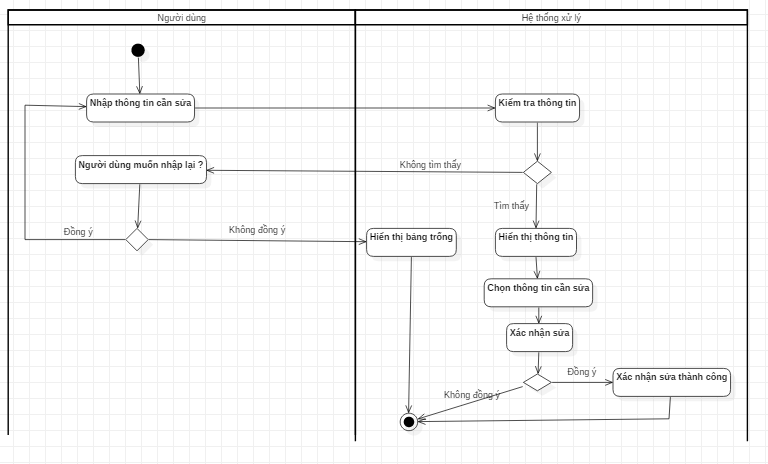 Người dùng
Hệ thống xử lý
Nhập thông tin cần sửa
Kiểm tra thông tin
Người dùng muốn nhập lại ?
Không tìm thấy
Tìm thấy
Đồng ý
Không đồng ý
Hiển thị bảng trống
Hiển thị thông tin
Chọn thông tin cần sửa
Xác nhận sửa
Đồng ý
Xác nhận sửa thành công
Không đồng ý